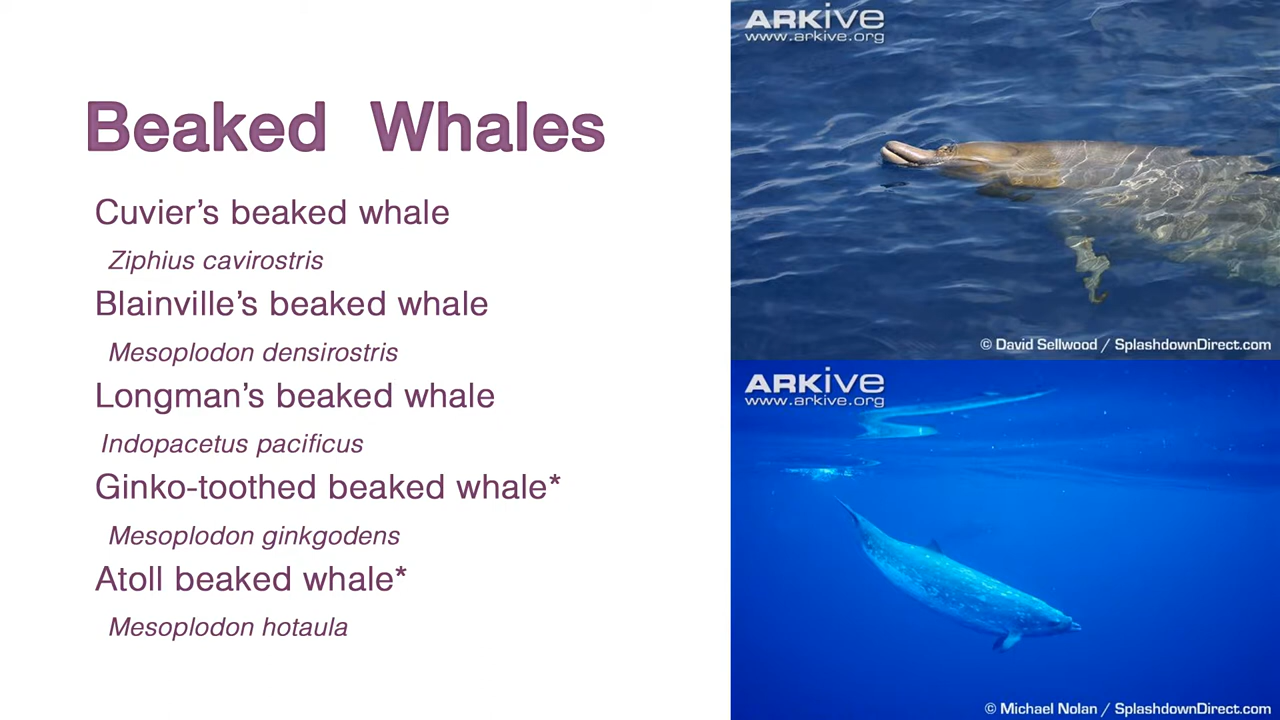 Beaked Whales
Cuvier’s beaked whale
Ziphius cavirostris
Blainville’s beaked whale
Mesoplodon densirostris
Longman’s beaked whale
Indopacetus pacificus
Ginko-toothed beaked whale*
Mesoplodon ginkgodens
Atoll beaked whale*
Mesoplodon hotaula
ARKive
www.arkive.org
© David Sellwood / SplashdownDirect.com
ARKive
www.arkive.org
© Michael Nolan / SplashdownDirect.com